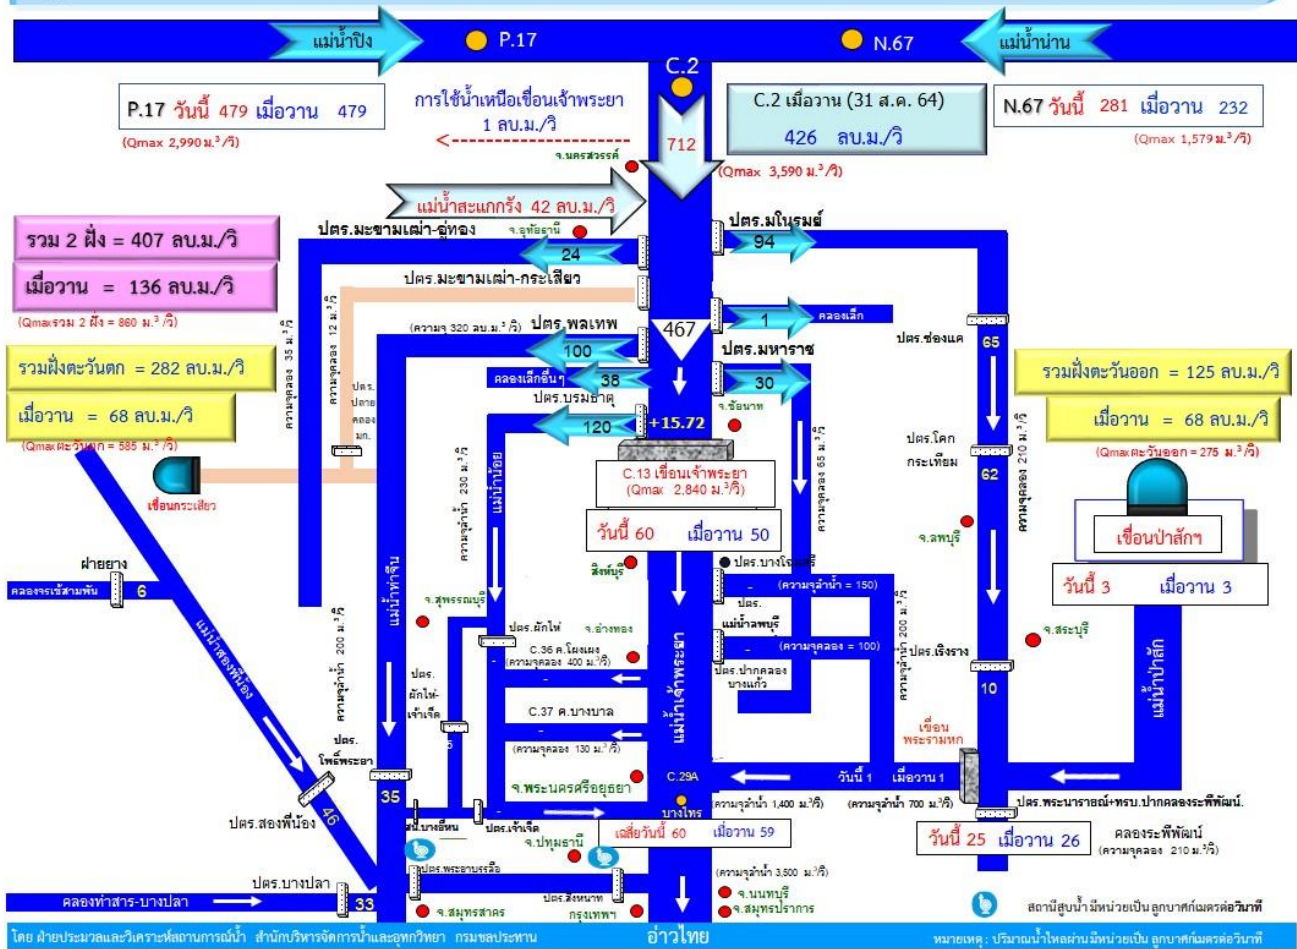 แม่น้ำปิง
P.17
N.67
แม่น้ำน่าน
C.2
P.17 วันนี้ 479 เมื่อวาน 479
(Qmax 2,990 ม.³/วิ)
การใช้น้ำเหนือเขื่อนเจ้าพระยา
1 ลบ.ม./วิ
712
C.2 เมื่อวาน (31 ส.ค. 64)
426 ลบ.ม./วิ
(Qmax 3,590 ม.³/วิ)
N.67 วันนี้ 281 เมื่อวาน 232
(Qmax 1,579 ม.³/วิ)
จ.นครสวรรค์
แม่น้ำสะแกกรัง 42 ลบ.ม./วิ
จ.อุทัยธานี
รวม 2 ฝั่ง = 407 ลบ.ม./วิ
เมื่อวาน = 136 ลบ.ม./วิ
(Qmaxรวม 2 ฝั่ง = 860 ม.³/วิ)
ปตร.มะขามเฒ่า-อู่ทอง
24
ปตร.มโนรมย์
94
ปตร.มะขามเฒ่า-กระเสียว
ความจุคลอง 35 ม.³/วิ
ความจุคลอง 12 ม.³/วิ
(ความจุ 320 ลบ.ม./วิ)
ปตร.พลเทพ
100
467
1
คลองเล็ก
ปตร.ช่องแค
65
รวมฝั่งตะวันตก = 282 ลบ.ม./วิ
เมื่อวาน = 68 ลบ.ม./วิ
(Qmaxตะวันตก = 585 ม.³/วิ)
ปตร.
ปลาย
คลอง
มก.
คลองเล็กอื่นๆ
38
ปตร.มหาราช
30
จ.ชัยนาท
ปตร.บรมธาตุ
120
+15.72
รวมฝั่งตะวันออก = 125 ลบ.ม./วิ
เมื่อวาน = 68 ลบ.ม./วิ
(Qmaxตะวันออก = 275 ม.³/วิ)
ปตร.โคก
กระเทียม
62
ความจุคลอง 210 ม.³/วิ
ความจุคลอง 65 ม.³/วิ
เขื่อนกระเสียว
ความจุลำน้ำ 230 ม.³/วิ
แม่น้ำน้อย
C.13 เขื่อนเจ้าพระยา
(Qmax 2,840 ม.³/วิ)
วันนี้ 60 เมื่อวาน 50
จ.ลพบุรี
เขื่อนป่าสักฯ
วันนี้ 3 เมื่อวาน 3
ฝายยาง
คลองจรเข้สามพัน
6
แม่น้ำสองพี่น้อง
ความจุลำน้ำ 200 ม.³/วิ
แม่น้ำท่าจีน
จ.สุพรรณบุรี
สิงห์บุรี
(ความจุลำน้ำ = 150)
ปตร.
แม่น้ำลพบุรี
-
(ความจุคลอง = 100)
-
ปตร.ปากคลอง
บางแก้ว
ความจุลำน้ำ 200 ม.³/วิ
จ.สระบุรี
ปตร.ผักไห่
-
จ.อ่างทอง
C.36 ค.โผงเผง
(ความจุคลอง 400 ม.³/วิ)
-
ปตร.
ผักไห่-
เจ้าเจ็ด
C.37 ค.บางบาล
-
(ความจุคลอง 130 ม.³/วิ)
แม่น้ำเจ้าพระยา
ปตร.เริงราง
10
แม่น้ำป่าสัก
เขื่อน
พระรามหก
ปตร.
โพธิ์พระยา
35
จ.พระนครศรีอยุธยา
C.29A
บางไทร
วันนี้ 1 เมื่อวาน 1
(ความจุลำน้ำ 1,400 ม.³/วิ)
(ความจุลำน้ำ 700 ม.³/วิ)
ปตร.พระนารายณ์+ทรบ.ปากคลองระพีพัฒน์.
ปตร.สองพี่น้อง
46
ปตร.เจ้าเจ็ด
-
เฉลี่ยวันนี้ 60 เมื่อวาน 59
วันนี้ 25 เมื่อวาน 26
คลองระพีพัฒน์
(ความจุคลอง 210 ม.³/วิ)
จ.ปทุมธานี
ปตร.พระยาบรรลือ
(ความจุลำน้ำ 3,500 ม.³/วิ)
ปตร.บางปลา
คลองท่าสาร-บางปลา
33
ปตร.สิงหนาท
จ.สมุทรสาคร
กรุงเทพฯ
จ.นนทบุรี
จ.สมุทรปราการ
สถานีสูบน้ำ มีหน่วยเป็น ลูกบาศก์เมตรต่อวินาที
โดย ฝ่ายประมวลและวิเคราะห์สถานการณ์น้ำ สำนักบริหารจัดการน้ำและอุทกวิทยา กรมชลประทาน
อ่าวไทย
หมายเหตุ : ปริมาณน้ำไหลผ่านมีหน่วยเป็น ลูกบาศก์เมตรต่อวินาที